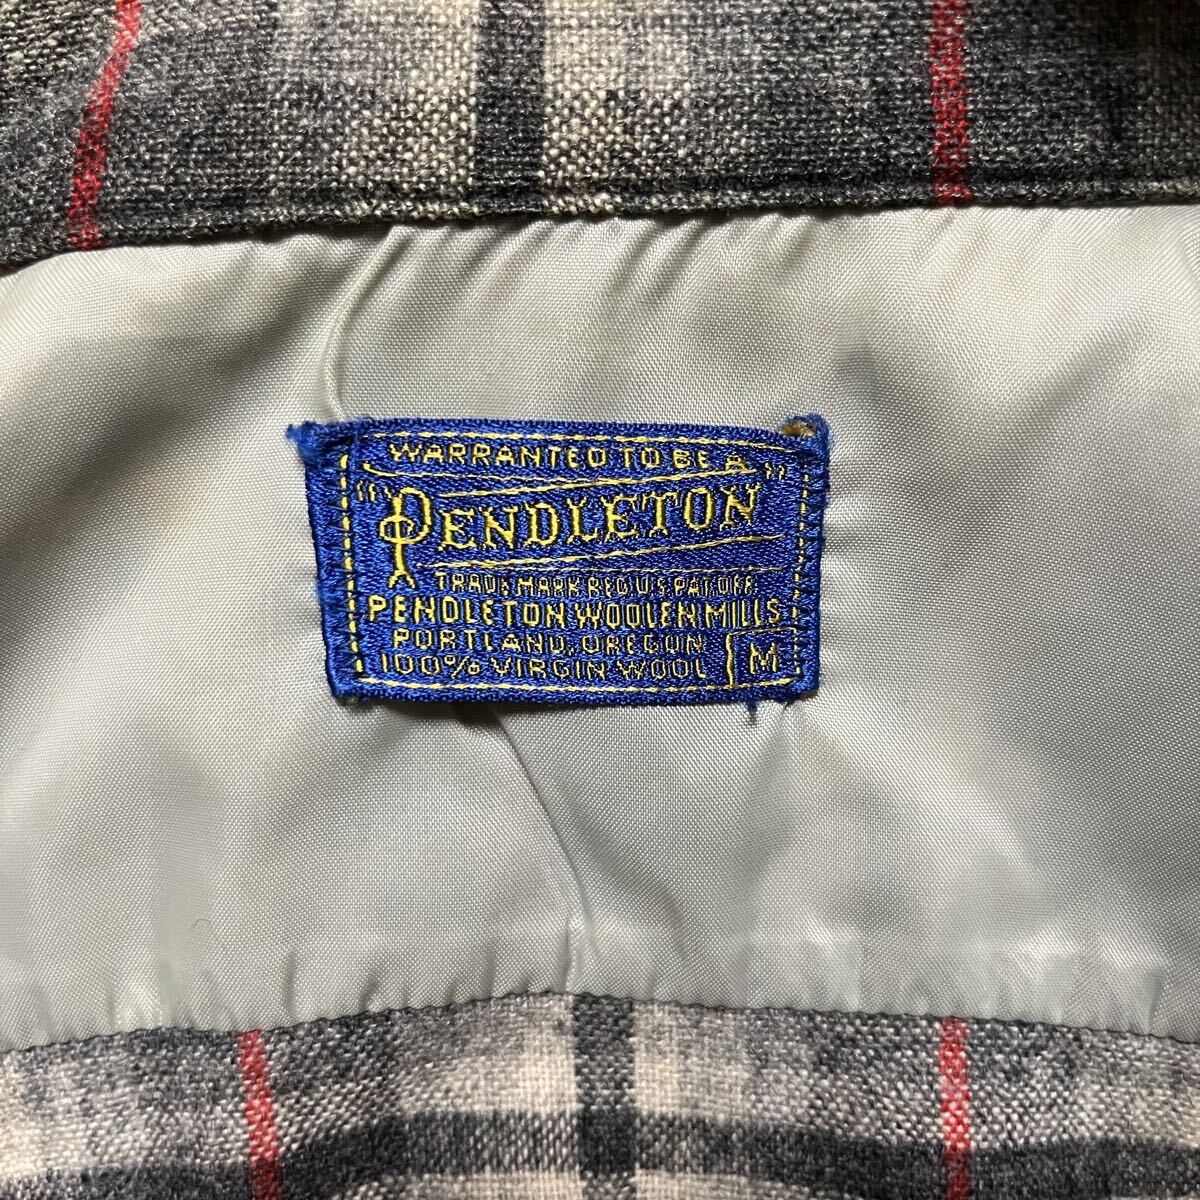 WARRANTED TO BE A
"PENDLETON"
TRADE MARK REG U.S. PAT. OFF.
PENDLETON WOOLEN MILLS
PORTLAND, OREGON
100% VIRGIN WOOL M